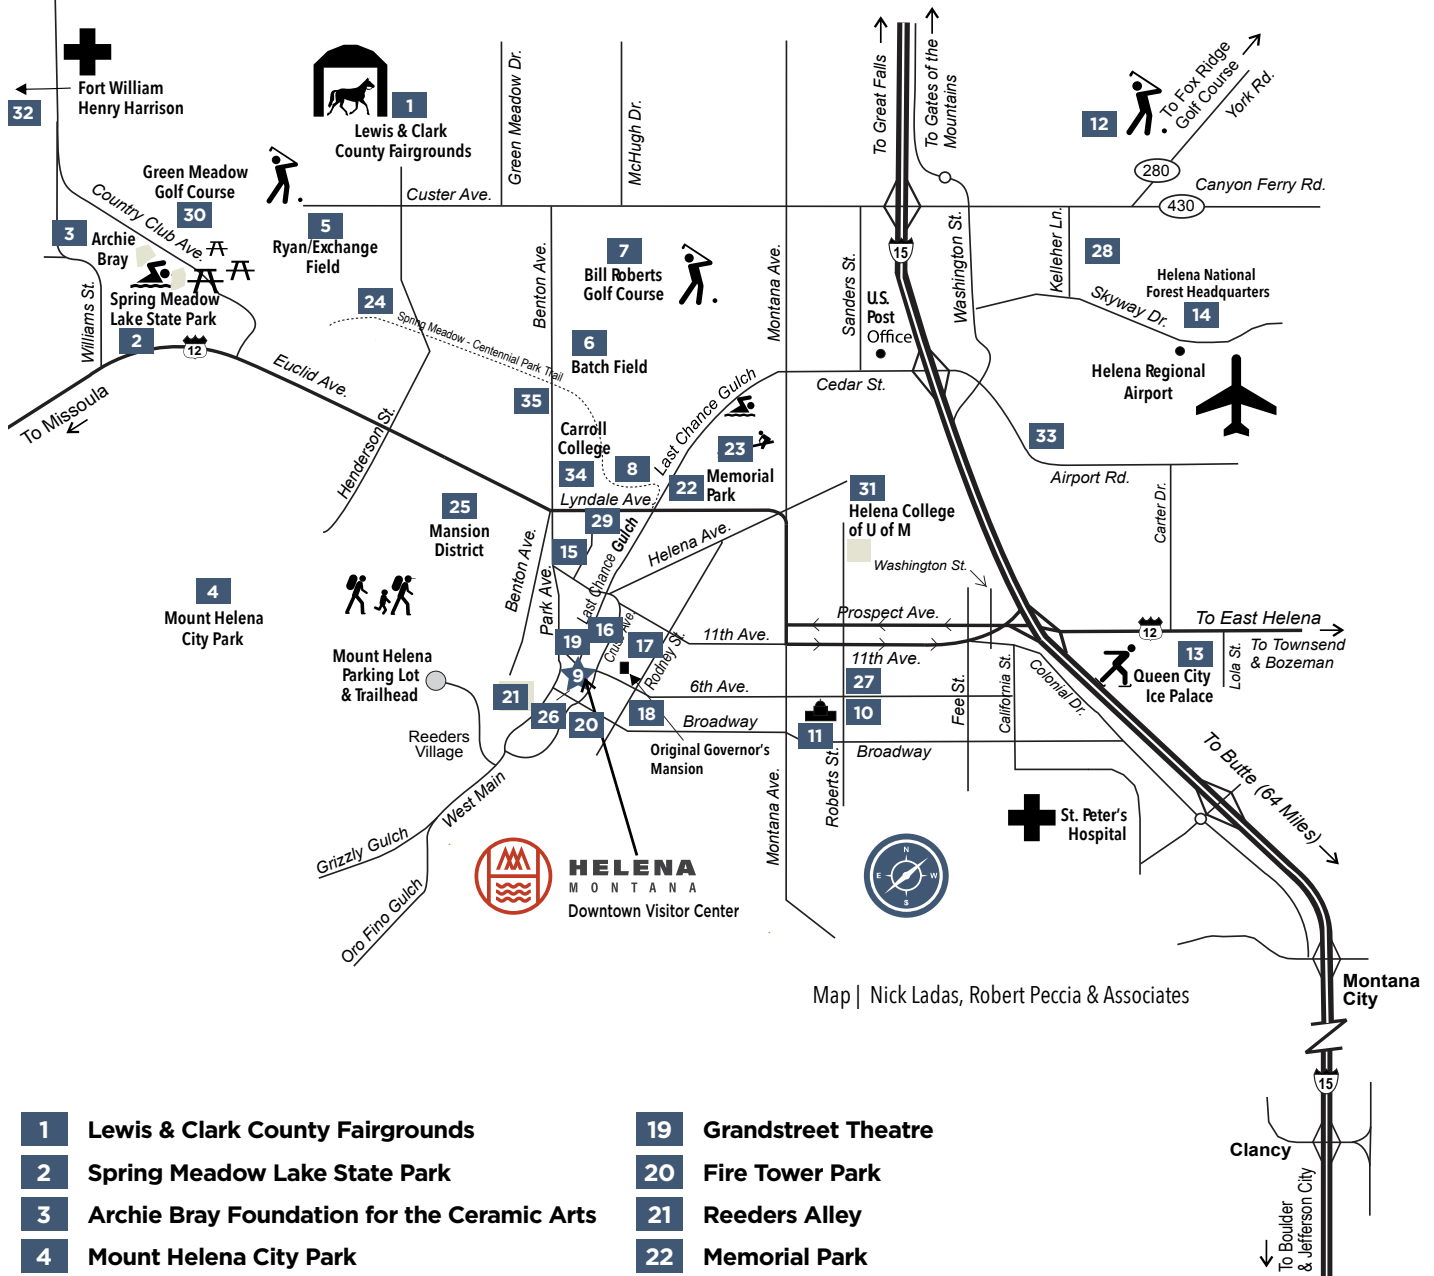 To Great Falls
To Gates of the
Mountains
Fort William
Henry Harrison
32
1
Lewis & Clark
County Fairgrounds
Green Meadow Dr.
McHugh Dr.
12
To Fox Ridge
Golf Course
York Rd.
280
Canyon Ferry Rd.
430
Green Meadow
Golf Course
30
Country Club Ave.
Custer Ave.
3
Archie
Bray
5
Ryan/Exchange
Field
7
Bill Roberts
Golf Course
Benton Ave.
Montana Ave.
Sanders St.
15
Washington St.
Kelleher Ln.
28
Helena National
Forest Headquarters
14
Skyway Dr.
Williams St.
Spring Meadow
Lake State Park
2
12
24
Spring Meadow - Centennial Park Trail
U.S.
Post
Office
6
Batch Field
Helena Regional
Airport
Euclid Ave.
To Missoula
Henderson St.
35
Carroll
College
34
8
Last Chance Gulch
Cedar St.
23
Memorial
Park
22
33
Airport Rd.
Carter Dr.
Lyndale Ave.
25
Mansion
District
29
31
Helena College
of U of M
15
Last Chance Gulch
Helena Ave.
Washington St.
4
Mount Helena
City Park
Benton Ave.
Park Ave.
Prospect Ave.
12
To East Helena
To Townsend
& Bozeman
16
19
17
Rodney St.
11th Ave.
11th Ave.
13
Queen City
Ice Palace
Lola St.
Mount Helena
Parking Lot
& Trailhead
9
21
26
20
18
6th Ave.
27
10
11
Broadway
Broadway
Fee St.
California St.
Colonial Dr.
Reeders
Village
Original Governor's
Mansion
Roberts St.
Montana Ave.
To Butte (64 Miles)
West Main
Grizzly Gulch
Oro Fino Gulch
St. Peter's
Hospital
HELENA
MONTANA
Downtown Visitor Center
N
E
W
S
Map | Nick Ladas, Robert Peccia & Associates
Montana
City
15
Clancy
To Boulder
& Jefferson City
1 Lewis & Clark County Fairgrounds
2 Spring Meadow Lake State Park
3 Archie Bray Foundation for the Ceramic Arts
4 Mount Helena City Park
19 Grandstreet Theatre
20 Fire Tower Park
21 Reeders Alley
22 Memorial Park